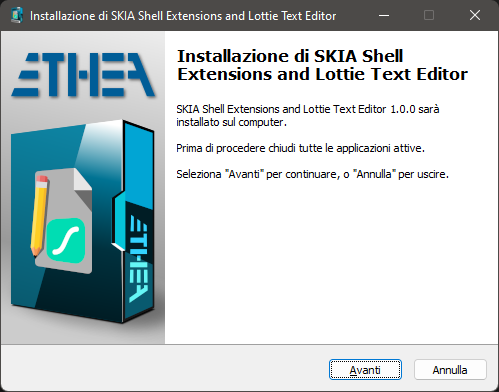 Installazione di SKIA Shell Extensions and Lottie Text Editor
ETHEA
Installazione di SKIA Shell
Extensions and Lottie Text Editor
SKIA Shell Extensions and Lottie Text Editor 1.0.0 sarà
installato sul computer.
Prima di procedere chiudi tutte le applicazioni attive.
Seleziona "Avanti" per continuare, o "Annulla" per uscire.
ETHEA
Avanti
Annulla